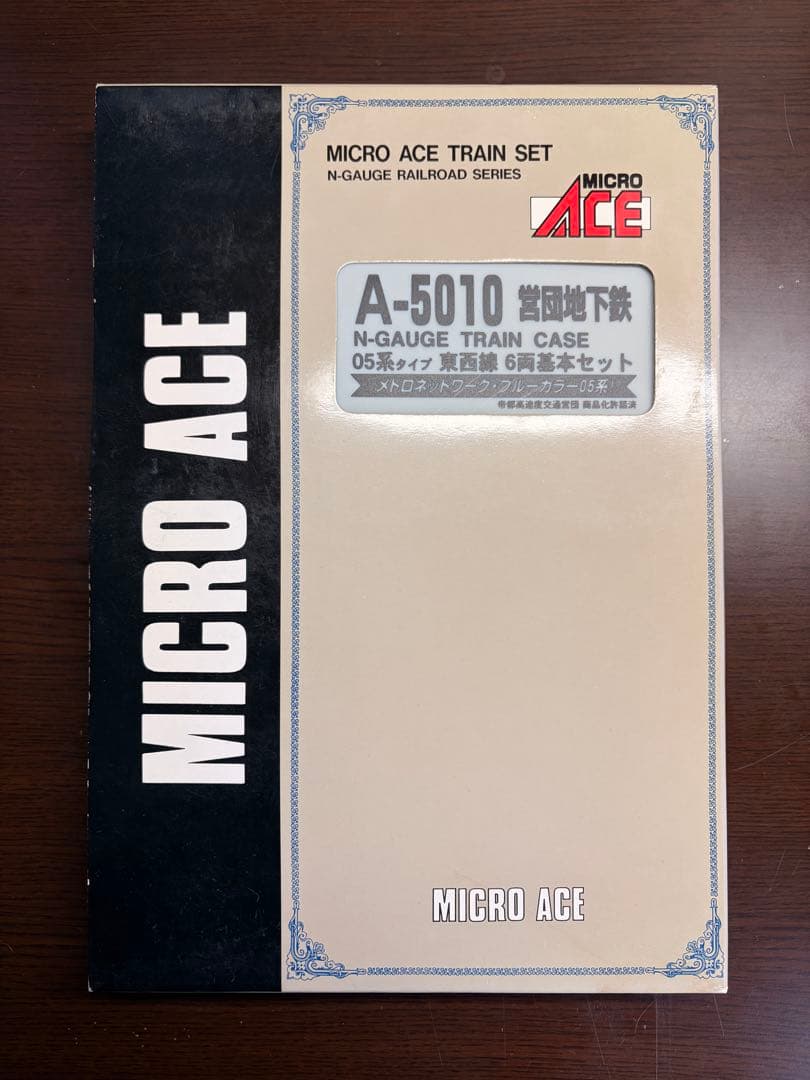 MICRO ACE
MICRO ACE TRAIN SET
N-GAUGE RAILROAD SERIES
MICRO
ACE
A-5010 営団地下鉄
N-GAUGE TRAIN CASE
05系タイプ 東西線 6両基本セット
メトロネットワーク・ブルーカラー05系!
帝都高速度交通営団 商品化許諾済
MICRO ACE